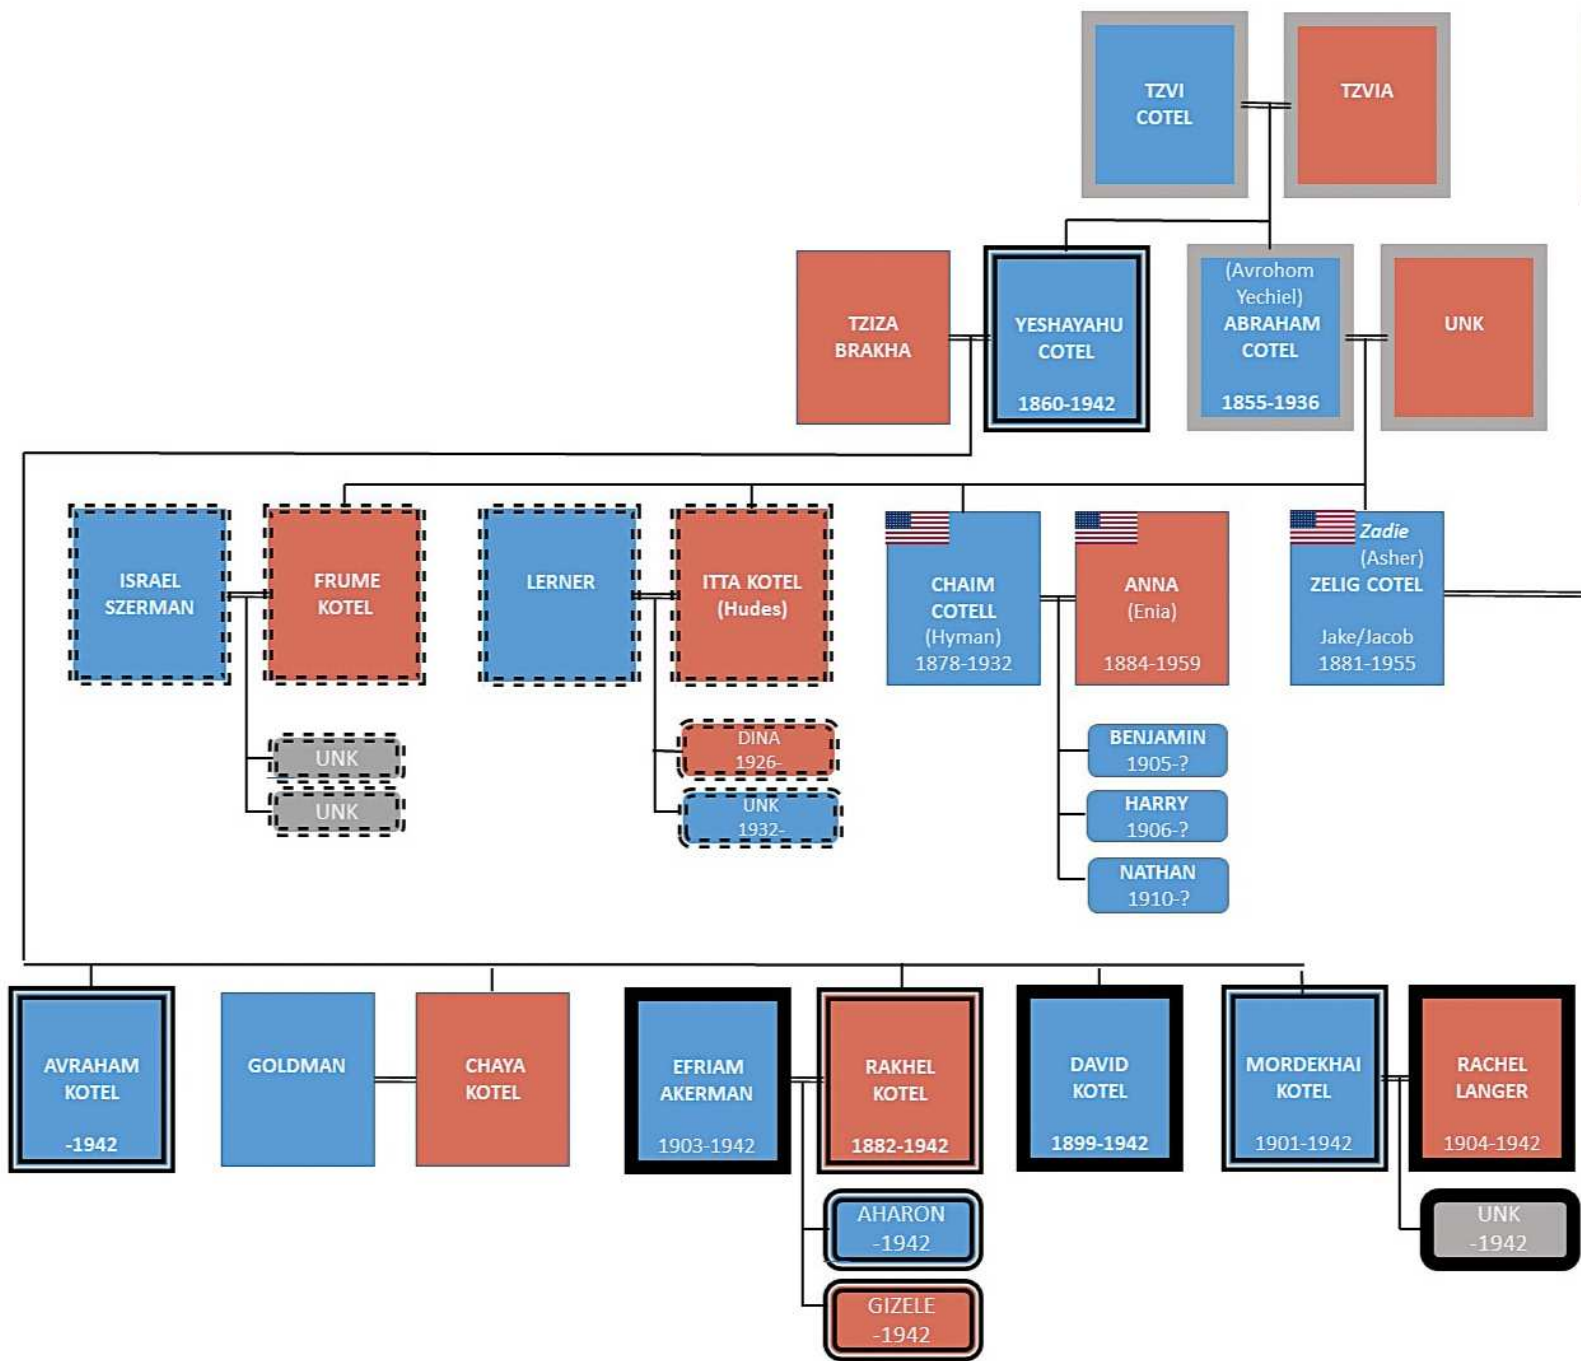 TZVI
COTEL
TZVIA
TZIZA
BRAKHA
YESHAYAHU
COTEL
1860-1942
(Avrohom
Yechiel)
ABRAHAM
COTEL
1855-1936
UNK
ISRAEL
SZERMAN
FRUME
KOTEL
LERNER
ITTA KOTEL
(Hudes)
CHAIM
COTELL
(Hyman)
1878-1932
ANNA
(Enia)
1884-1959
Zadie
(Asher)
ZELIG COTEL
Jake/Jacob
1881-1955
UNK
UNK
DINA
1926-
UNK
1932-
BENJAMIN
1905-?
HARRY
1906-?
NATHAN
1910-?
AVRAHAM
KOTEL
-1942
GOLDMAN
CHAYA
KOTEL
EFRIAM
AKERMAN
1903-1942
RAKHEL
KOTEL
1882-1942
DAVID
KOTEL
1899-1942
MORDEKHAI
KOTEL
1901-1942
RACHEL
LANGER
1904-1942
AHARON
-1942
GIZELE
-1942
UNK
-1942